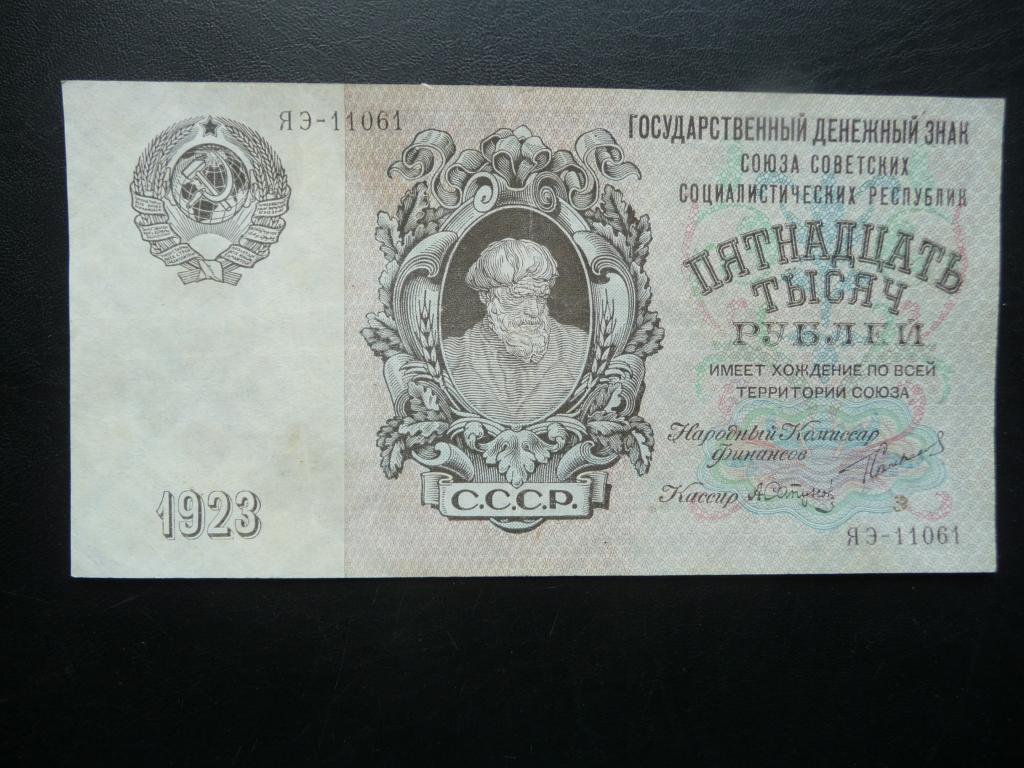 ЯЭ-11061
ГОСУДАРСТВЕННЫЙ ДЕНЕЖНЫЙ ЗНАК
СОЮЗА СОВЕТСКИХ
СОЦИАЛИСТИЧЕСКИХ РЕСПУБЛИК
ПЯТНАДЦАТЬ
ТЫСЯЧ
РУБЛЕЙ
ИМЕЕТ ХОЖДЕНИЕ ПО ВСЕЙ
ТЕРРИТОРИИ СОЮЗА
Народный Комиссар
Финансов
Кассир
С.С.С.Р.
1923
ЯЭ-11061